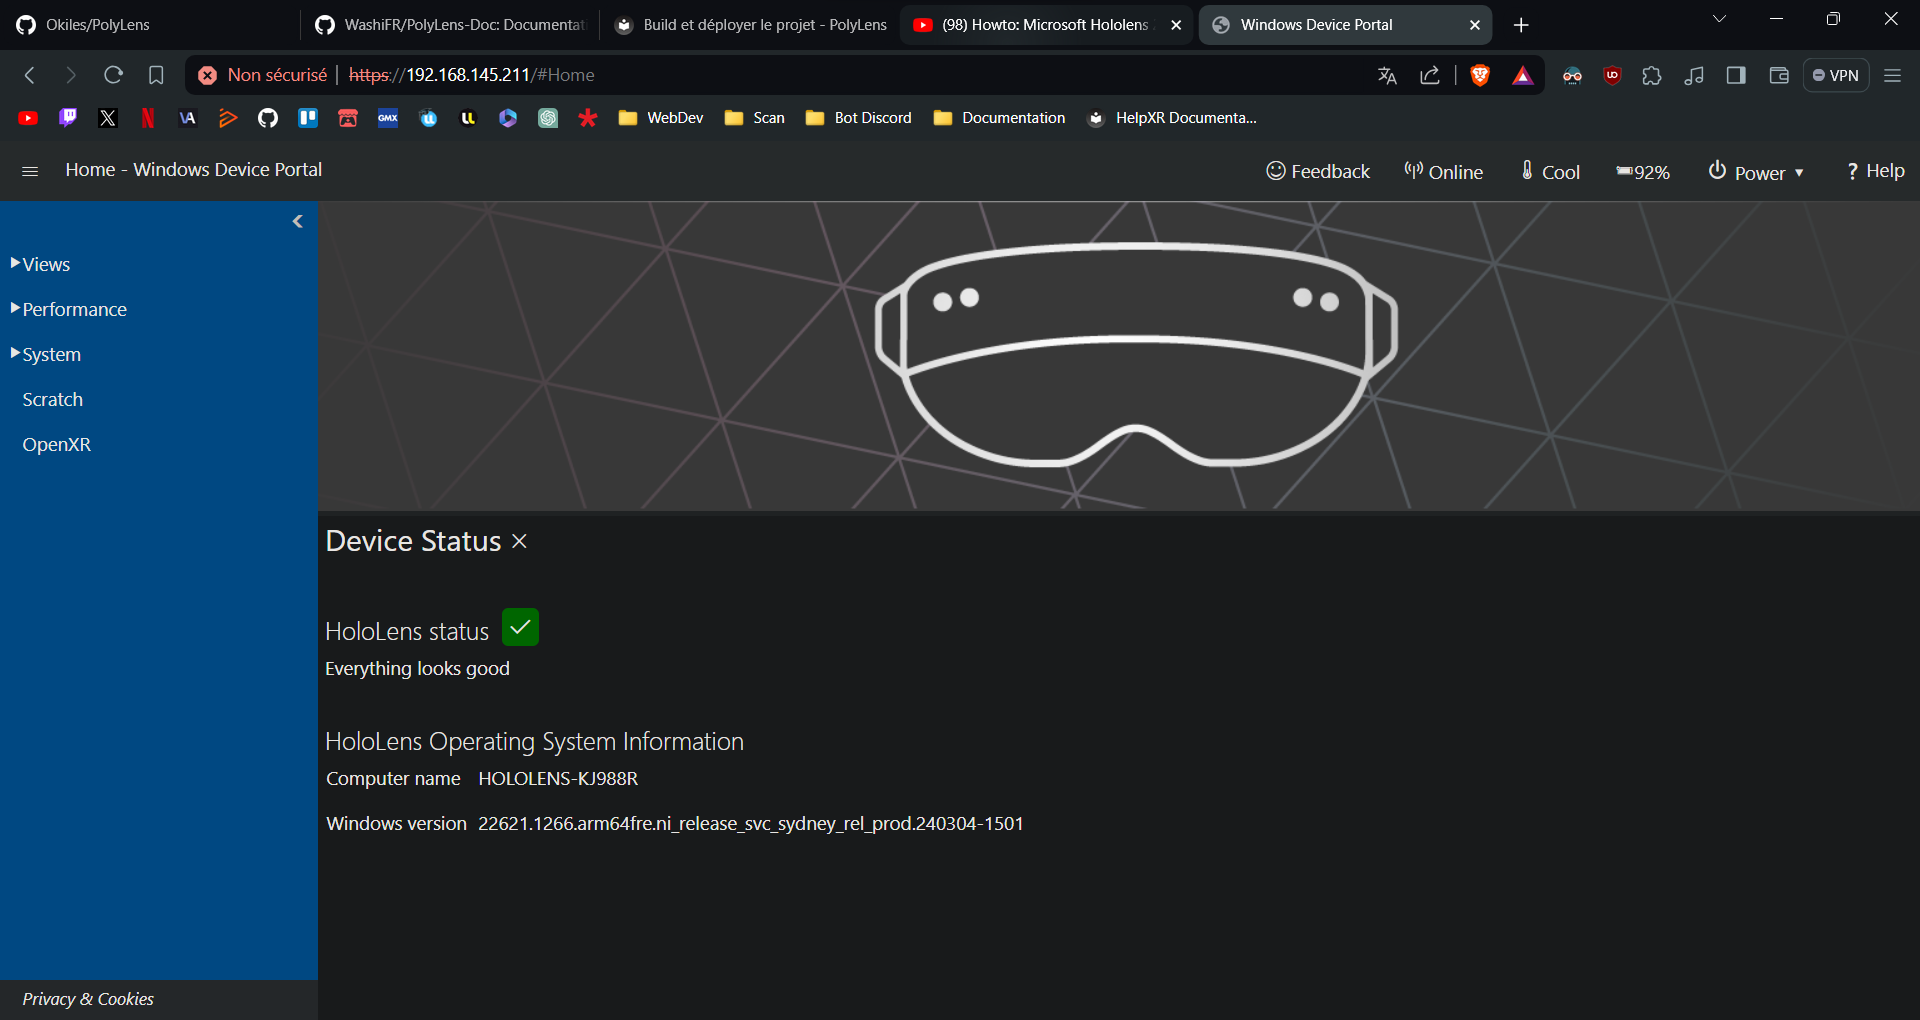 Okiles/PolyLens
WashiFR/PolyLens-Doc: Documentat
Build et déployer le projet - PolyLens
(98) Howto: Microsoft Hololens
Windows Device Portal
Non sécurisé
https://192.168.145.211/#Home
VPN
VA
GMX
WebDev
Scan
Bot Discord
Documentation
HelpXR Documenta...
Home - Windows Device Portal
Feedback
Online
Cool
92%
Power
? Help
Views
Performance
System
Scratch
OpenXR
Device Status
HoloLens status
Everything looks good
HoloLens Operating System Information
Computer name HOLOLENS-KJ988R
Windows version 22621.1266.arm64fre.ni_release_svc_sydney_rel_prod.240304-1501
Privacy & Cookies